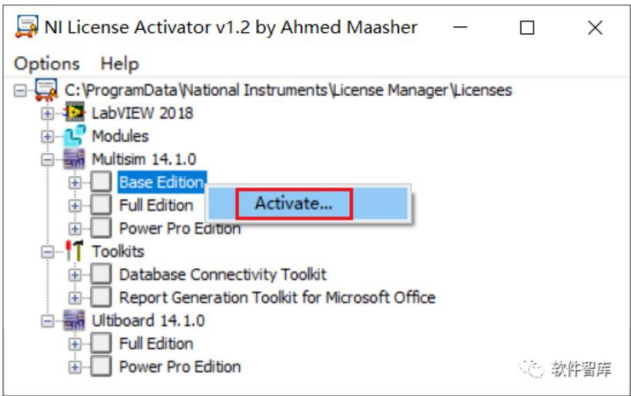 NI License Activator v1.2 by Ahmed Maasher
Options Help
C:\ProgramData\National Instruments\License Manager\Licenses
LabVIEW 2018
Modules
Multisim 14.1.0
Base Edition
Activate...
Full Edition
Power Pro Edition
Toolkits
Database Connectivity Toolkit
Report Generation Toolkit for Microsoft Office
Ultiboard 14.1.0
Full Edition
Power Pro Edition
软件智库